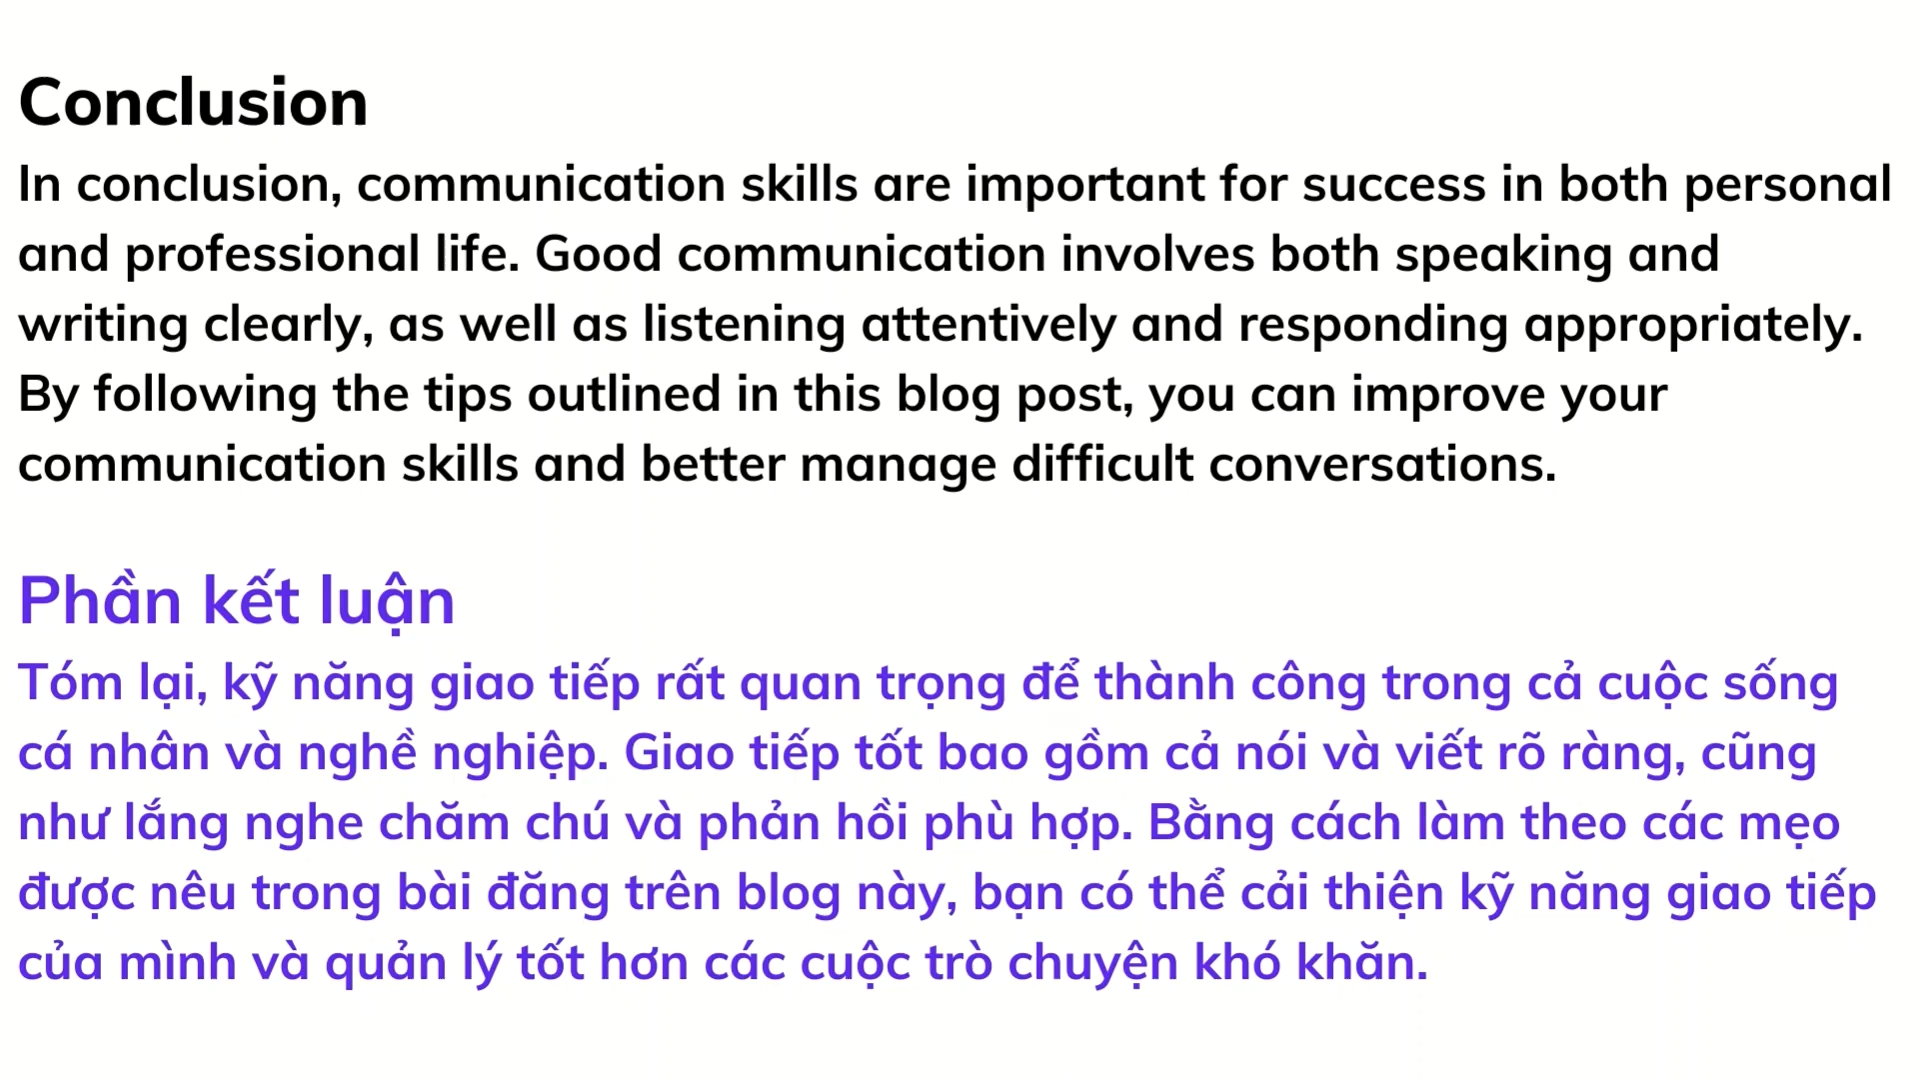 Conclusion
In conclusion, communication skills are important for success in both personal
and professional life. Good communication involves both speaking and
writing clearly, as well as listening attentively and responding appropriately.
By following the tips outlined in this blog post, you can improve your
communication skills and better manage difficult conversations.
Phần kết luận
Tóm lại, kỹ năng giao tiếp rất quan trọng để thành công trong cả cuộc sống
cá nhân và nghề nghiệp. Giao tiếp tốt bao gồm cả nói và viết rõ ràng, cũng
như lắng nghe chăm chú và phản hồi phù hợp. Bằng cách làm theo các mẹo
được nêu trong bài đăng trên blog này, bạn có thể cải thiện kỹ năng giao tiếp
của mình và quản lý tốt hơn các cuộc trò chuyện khó khăn.